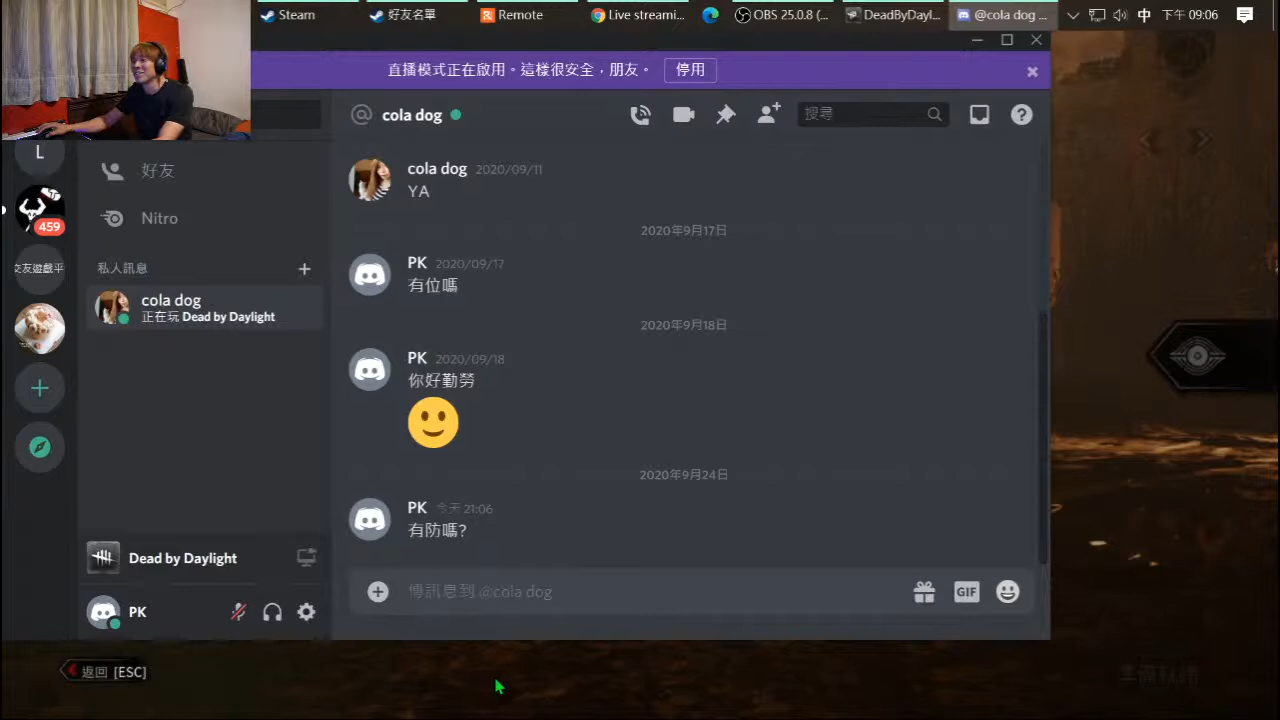 Steam
好友名單
Remote
Live streami...
OBS 25.0.8 (...
DeadByDayl...
@cola dog ...
中
下午 09:06
直播模式正在啟用。這樣很安全，朋友。
停用
cola dog
搜尋
L
459
交友遊戲平
好友
Nitro
私人訊息
cola dog
正在玩 Dead by Daylight
cola dog 2020/09/11
YA
2020年9月17日
PK 2020/09/17
有位嗎
2020年9月18日
PK 2020/09/18
你好勤勞
2020年9月24日
PK 今天 21:06
有防嗎?
Dead by Daylight
PK
傳訊息到 @cola dog
GIF
返回 [ESC]